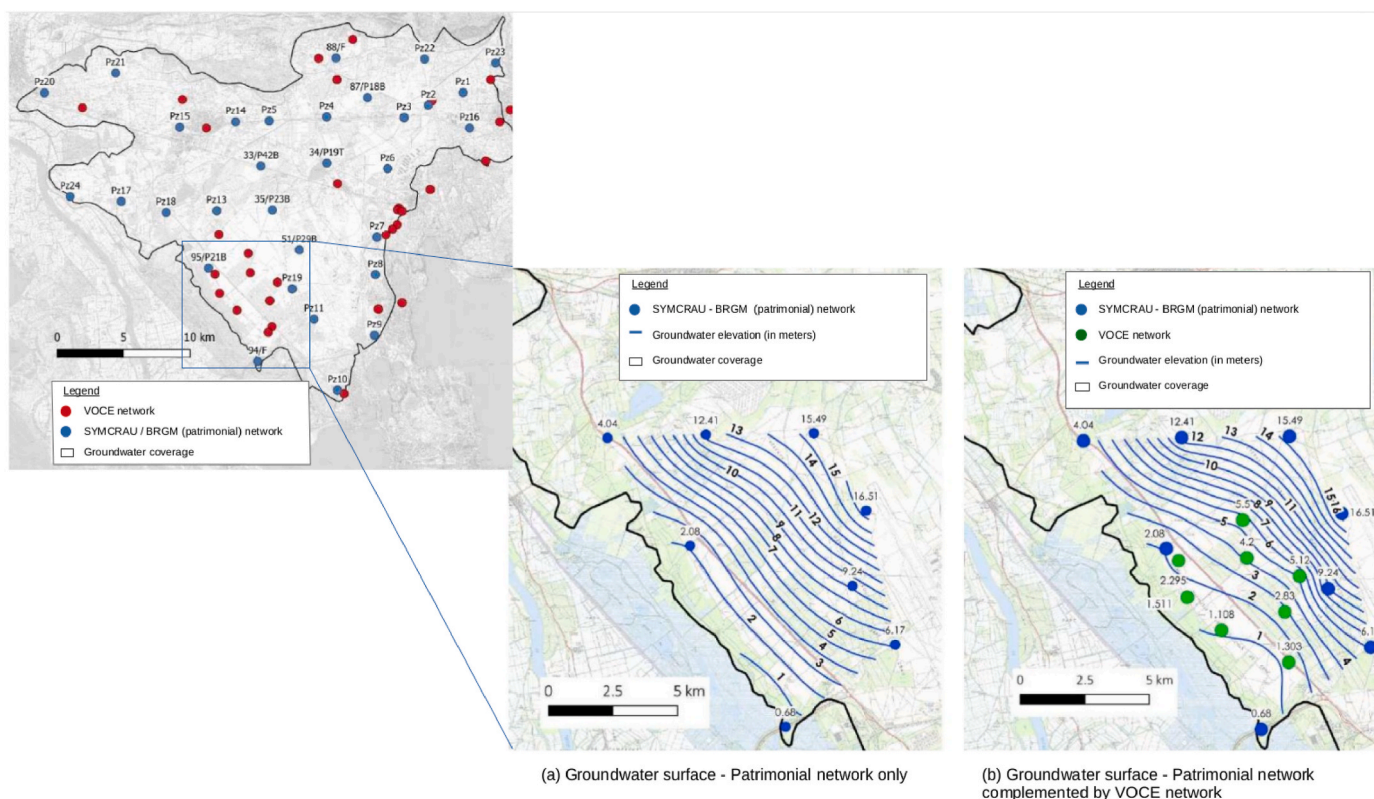 88/F
Pz22
Pz23
Pz21
Pz20
87/P18B
Pz2
Pz1
Pz15
Pz14
Pz5
Pz4
Pz3
Pz16
33/P42B
34/P19T
Pz6
Pz24
Pz17
Pz18
Pz13
35/P23B
Pz7
51/P29B
95/P21B
Pz19
Pz8
Pz11
Pz9
94/F
Pz10
0 5 10 km
Legend
VOCE network
SYMCRAU / BRGM (patrimonial) network
Groundwater coverage
Legend
SYMCRAU - BRGM (patrimonial) network
Groundwater elevation (in meters)
Groundwater coverage
4.04
12.41
13
15.49
14
15
10
16.51
11
12
9
8
7
2.08
9.24
6
5
6.17
4
3
2
1
0.68
0 2.5 5 km
(a) Groundwater surface - Patrimonial network only
Legend
SYMCRAU - BRGM (patrimonial) network
VOCE network
Groundwater elevation (in meters)
Groundwater coverage
4.04
12.41
12
13
14
15.49
10
11
15
16
16.51
5.5
8
9
7
5
6
4.2
2.08
5.12
9.24
3
2.295
2
2.83
1.511
1.108
1
1.303
6.1
4
0.68
0 2.5 5 km
(b) Groundwater surface - Patrimonial network
complemented by VOCE network